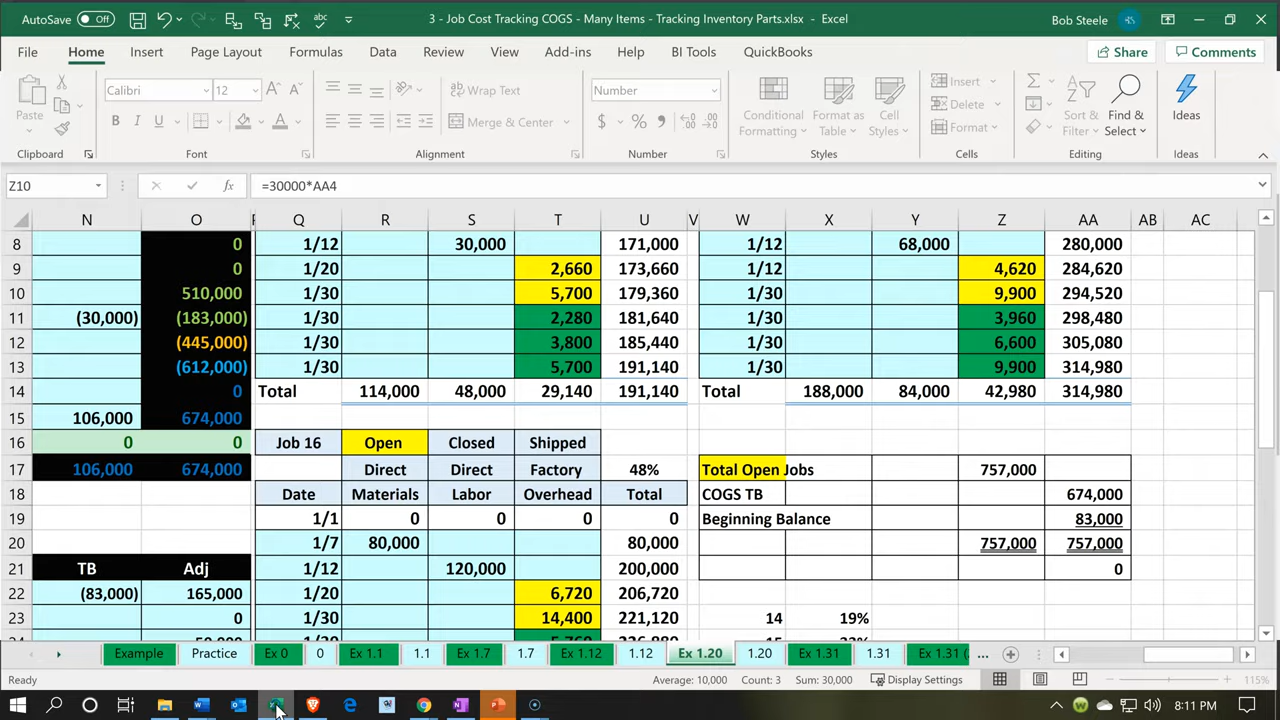 AutoSave Off 3 - Job Cost Tracking COGS - Many Items - Tracking Inventory Parts.xlsx - Excel Bob Steele
File Home Insert Page Layout Formulas Data Review View Add-ins Help BI Tools QuickBooks Share Comments
Calibri 12 Wrap Text Number Insert
Paste Merge & Center Conditional Formatting Format as Table Cell Styles Delete Sort & Filter Find & Select Ideas
Format
Clipboard Font Alignment Number Styles Cells Editing Ideas
Z10 fx =30000*AA4
N O Q R S T U V W X Y Z AA AB AC
8 0 1/12 30,000 171,000 1/12 68,000 280,000
9 0 1/20 2,660 173,660 1/12 4,620 284,620
10 510,000 1/30 5,700 179,360 1/30 9,900 294,520
11 (30,000) (183,000) 1/30 2,280 181,640 1/30 3,960 298,480
12 (445,000) 1/30 3,800 185,440 1/30 6,600 305,080
13 (612,000) 1/30 5,700 191,140 1/30 9,900 314,980
14 0 Total 114,000 48,000 29,140 191,140 Total 188,000 84,000 42,980 314,980
15 106,000 674,000
16 0 0 Job 16 Open Closed Shipped
17 106,000 674,000 Direct Direct Factory 48% Total Open Jobs 757,000
18 Date Materials Labor Overhead Total COGS TB 674,000
19 1/1 0 0 0 0 Beginning Balance 83,000
20 1/7 80,000 80,000 757,000 757,000
21 TB Adj 1/12 120,000 200,000 0
22 (83,000) 165,000 1/20 6,720 206,720
23 0 1/30 14,400 221,120 14 19%
Example Practice Ex 0 0 Ex 1.1 1.1 Ex 1.7 1.7 Ex 1.12 1.12 Ex 1.20 1.20 Ex 1.31 1.31 Ex 1.31 ( ...
Ready Average: 10,000 Count: 3 Sum: 30,000 Display Settings 115%
8:11 PM